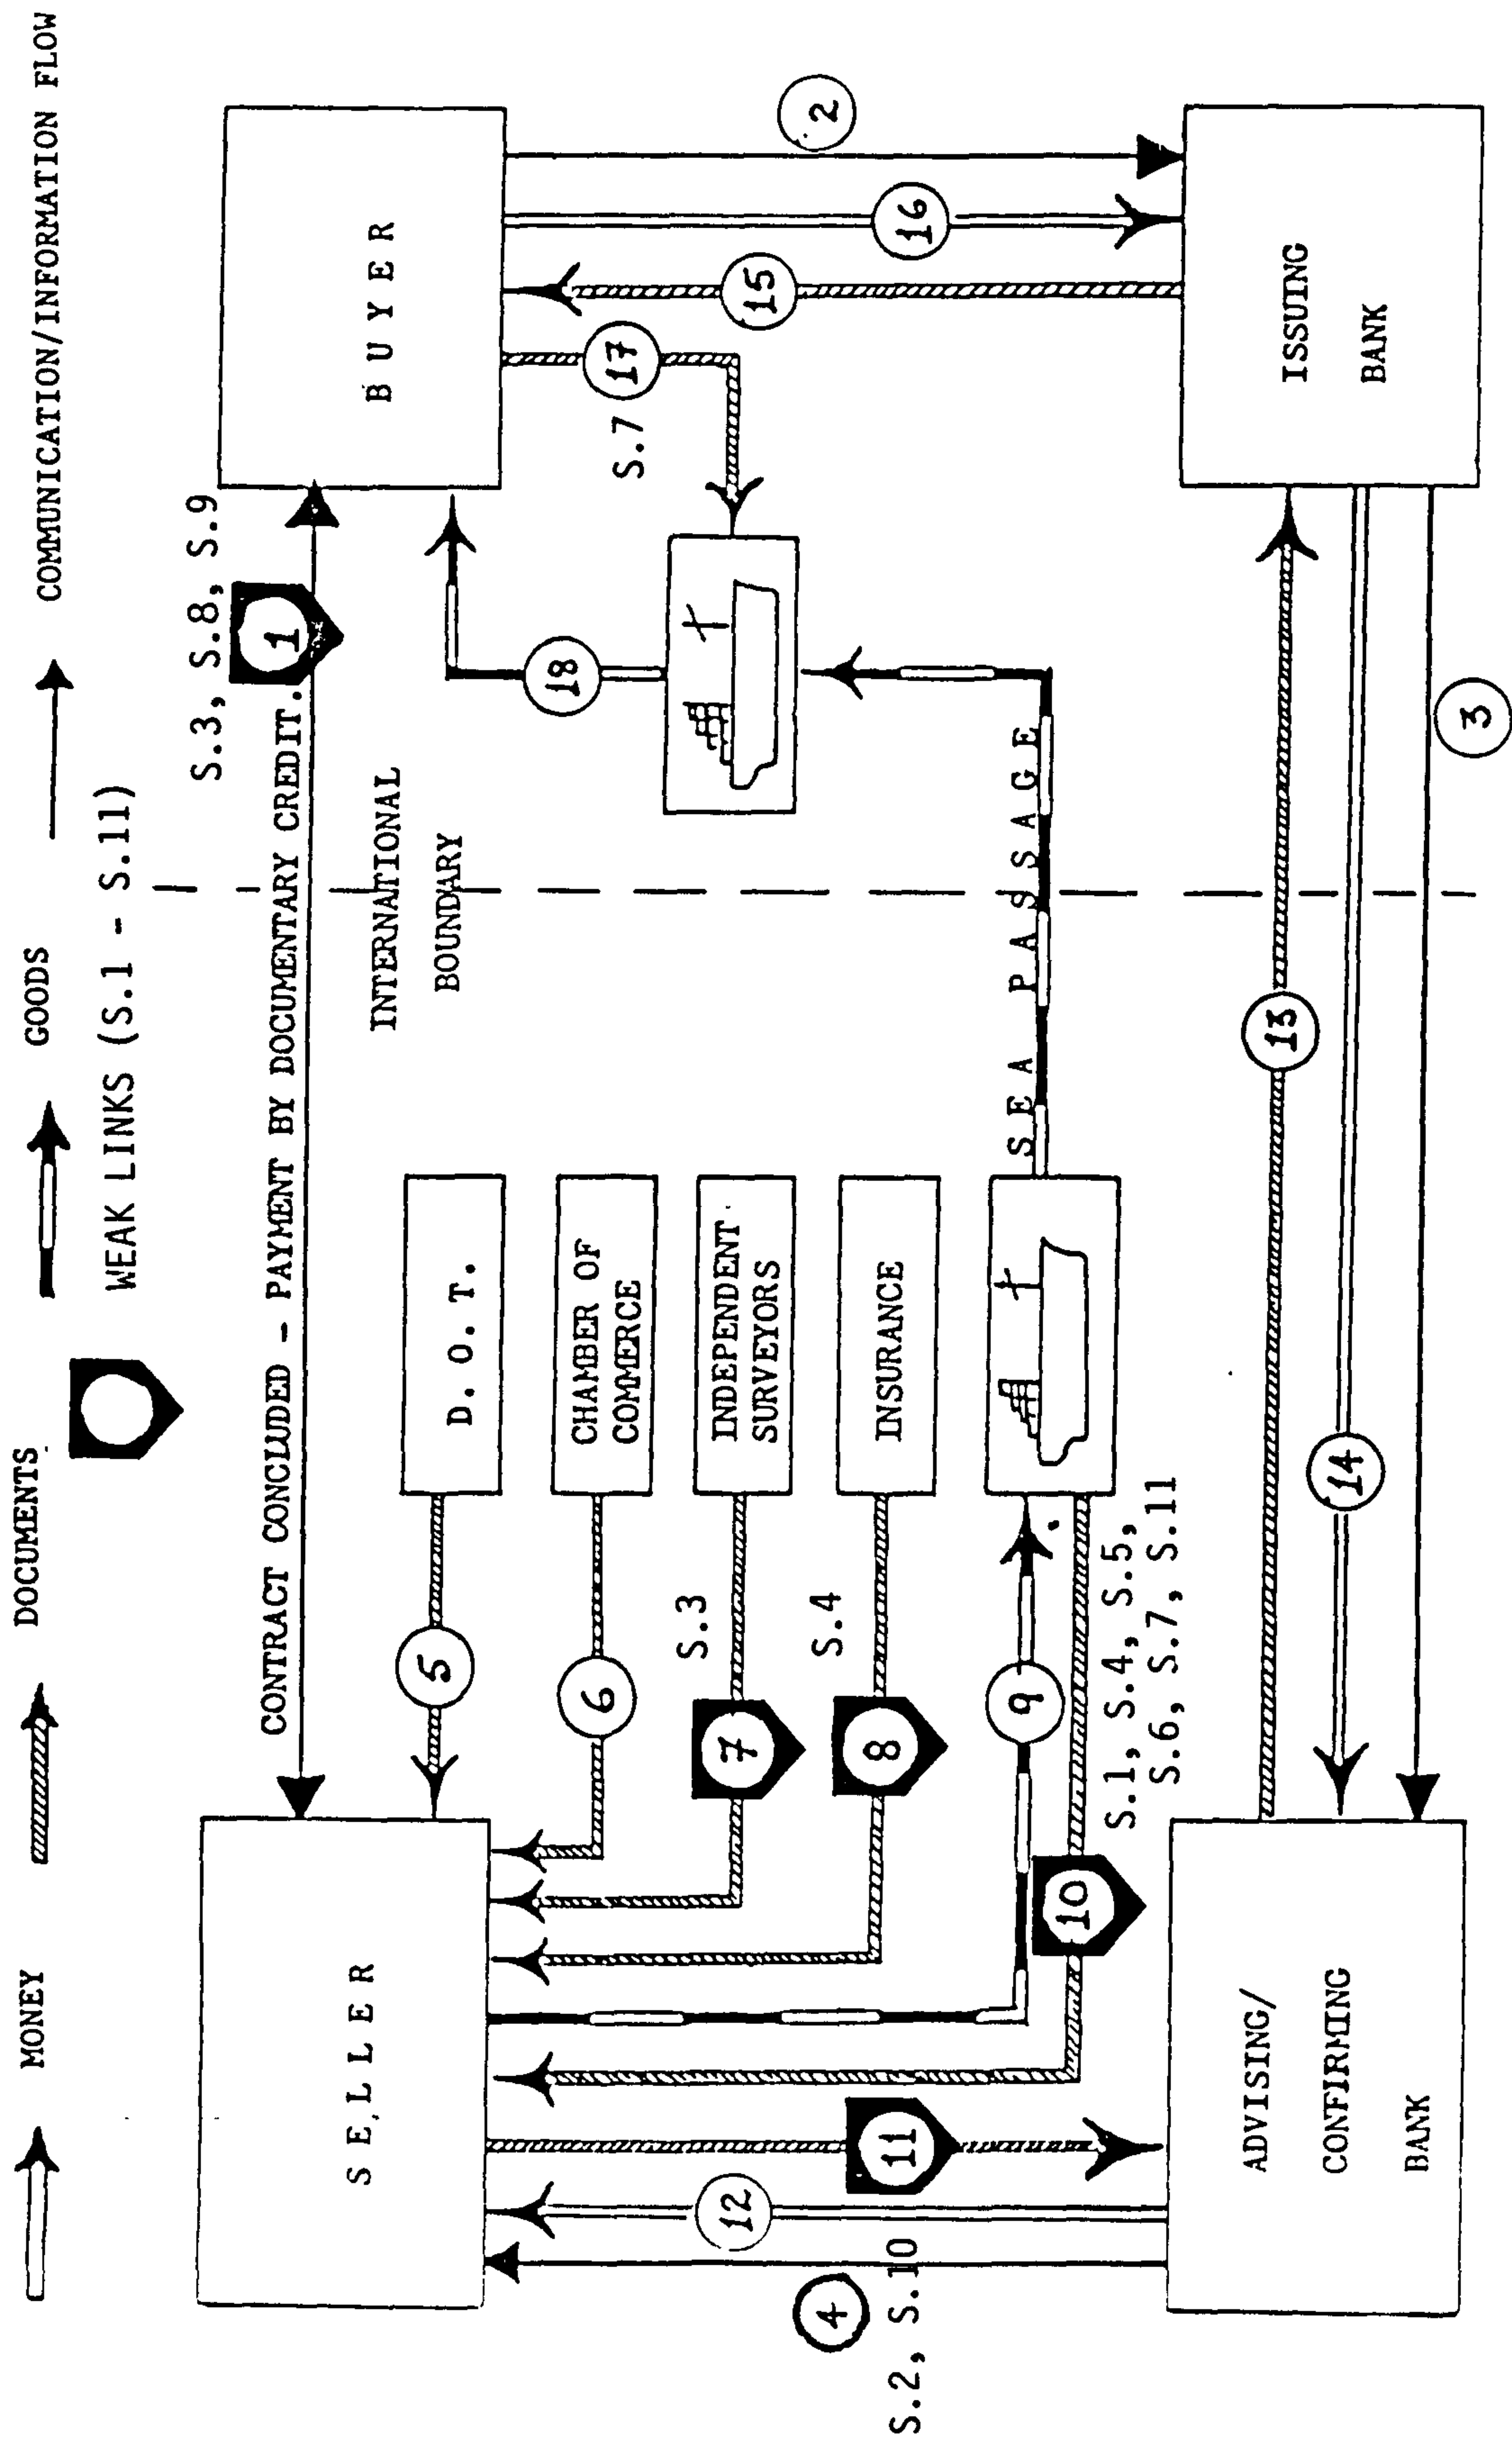 MONEY
DOCUMENTS
GOODS
COMMUNICATION/INFORMATION FLOW
WEAK LINKS (S.1 - S.11)
S.3, S.8, S.9
1
CONTRACT CONCLUDED - PAYMENT BY DOCUMENTARY CREDIT.
SELLER
BUYER
INTERNATIONAL
BOUNDARY
5
D. O. T.
6
CHAMBER OF
COMMERCE
S.3
7
INDEPENDENT
SURVEYORS
S.4
8
INSURANCE
9
10
S.1, S.4, S.5,
S.6, S.7, S.11
SEA PASSAGE
18
17
S.7
15
16
2
11
12
4
S.2, S.10
ADVISING/
CONFIRMING
BANK
13
14
3
ISSUING
BANK